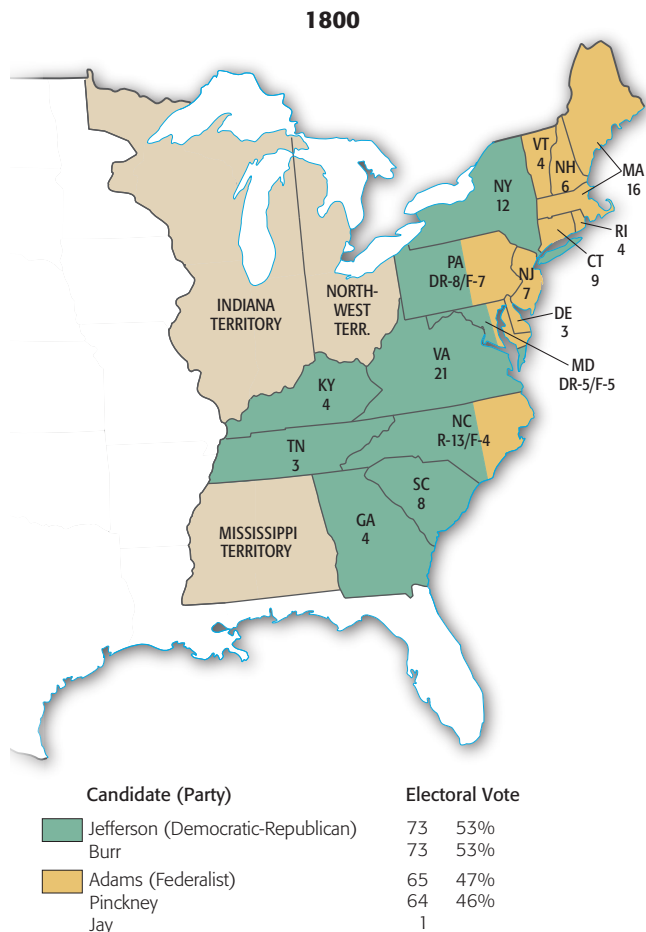 1800
VT
4
NH
6
MA
16
NY
12
RI
4
CT
9
PA
DR-8/F-7
NJ
7
DE
3
MD
DR-5/F-5
INDIANA
TERRITORY
NORTH-
WEST
TERR.
VA
21
KY
4
NC
R-13/F-4
TN
3
SC
8
GA
4
MISSISSIPPI
TERRITORY
Candidate (Party) Electoral Vote
Jefferson (Democratic-Republican) 73 53%
Burr 73 53%
Adams (Federalist) 65 47%
Pinckney 64 46%
Jay 1